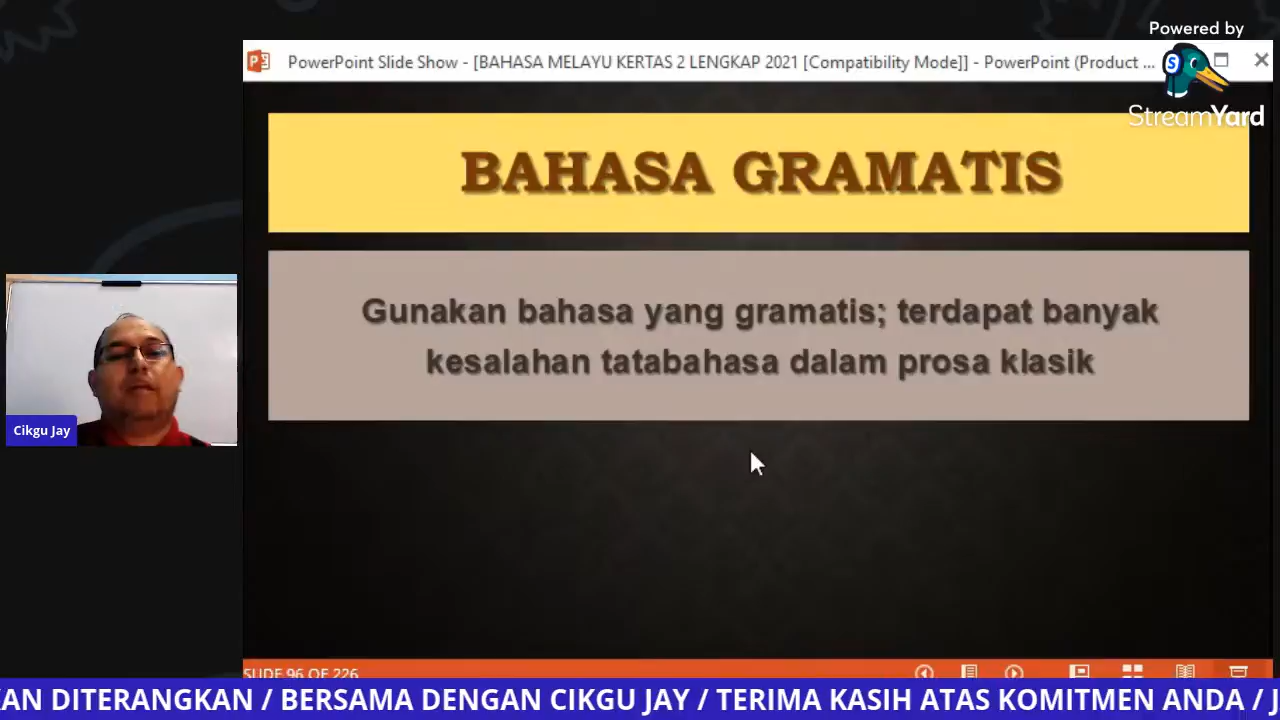 Powered by
StreamYard
PowerPoint Slide Show - [BAHASA MELAYU KERTAS 2 LENGKAP 2021 [Compatibility Mode]] - PowerPoint (Product ...
BAHASA GRAMATIS
Gunakan bahasa yang gramatis; terdapat banyak
kesalahan tatabahasa dalam prosa klasik
Cikgu Jay
SLIDE 96 OF 226
KAN DITERANGKAN / BERSAMA DENGAN CIKGU JAY / TERIMA KASIH ATAS KOMITMEN ANDA / J